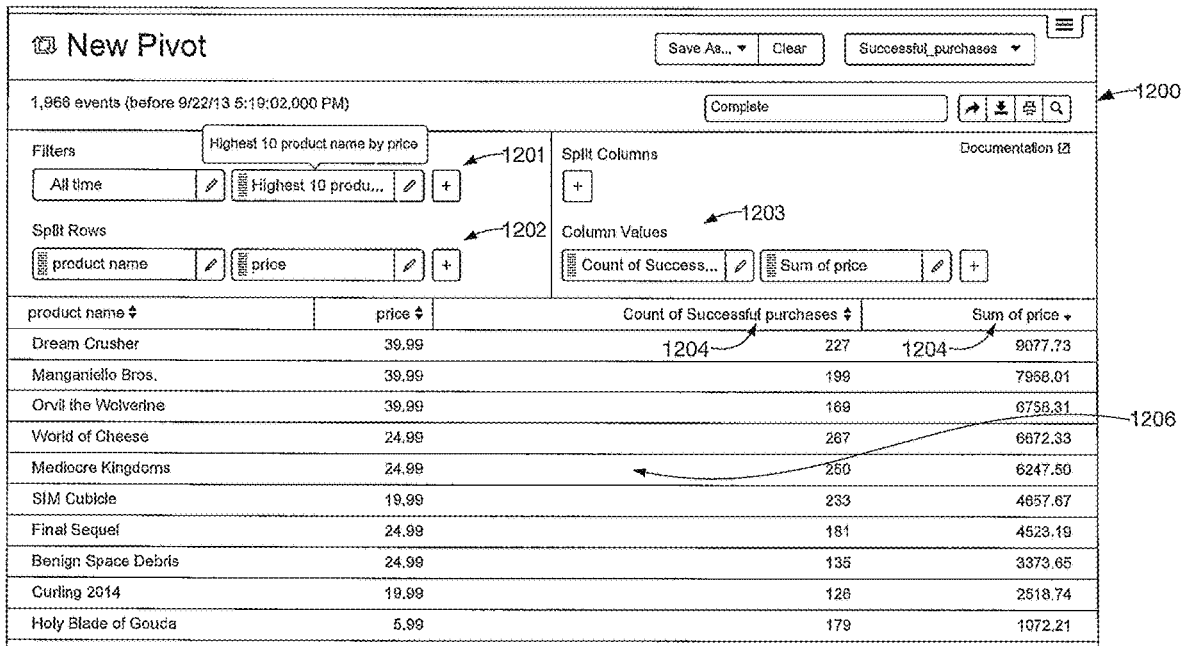 New Pivot
Save As...
Clear
Successful_purchases
1,966 events (before 9/22/13 5:19:02.000 PM)
Complete
1200
Highest 10 product name by price
Filters
1201
Split Columns
Documentation
All time
Highest 10 produ...
+
+
Split Rows
1202
1203
Column Values
product name
price
+
Count of Success...
Sum of price
+
product name
price
Count of Successful purchases
Sum of price
Dream Crusher 39.99 1204 227 1204 9077.73
Manganiello Bros. 39.99 199 7958.01
Orvil the Wolverine 39.99 169 6758.31
1206
World of Cheese 24.99 267 6672.33
Mediocre Kingdoms 24.99 250 6247.50
SIM Cubicle 19.99 233 4657.67
Final Sequel 24.99 181 4523.19
Benign Space Debris 24.99 135 3373.65
Curling 2014 19.99 126 2518.74
Holy Blade of Gouda 5.99 179 1072.21